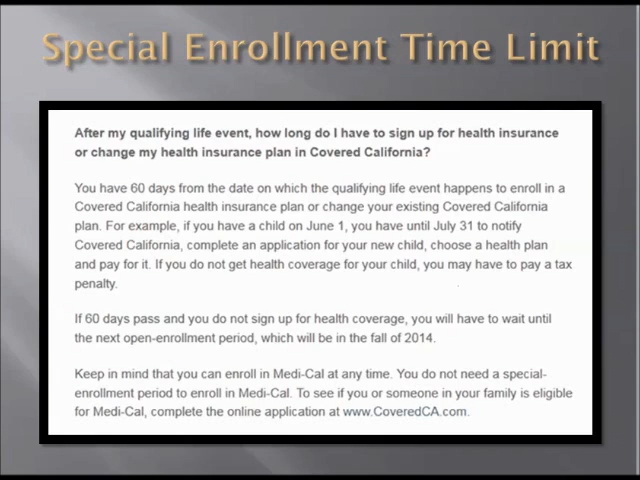 Special Enrollment Time Limit
After my qualifying life event, how long do I have to sign up for health insurance
or change my health insurance plan in Covered California?
You have 60 days from the date on which the qualifying life event happens to enroll in a
Covered California health insurance plan or change your existing Covered California
plan. For example, if you have a child on June 1, you have until July 31 to notify
Covered California, complete an application for your new child, choose a health plan
and pay for it. If you do not get health coverage for your child, you may have to pay a tax
penalty.
If 60 days pass and you do not sign up for health coverage, you will have to wait until
the next open-enrollment period, which will be in the fall of 2014.
Keep in mind that you can enroll in Medi-Cal at any time. You do not need a special-
enrollment period to enroll in Medi-Cal. To see if you or someone in your family is eligible
for Medi-Cal, complete the online application at www.CoveredCA.com.